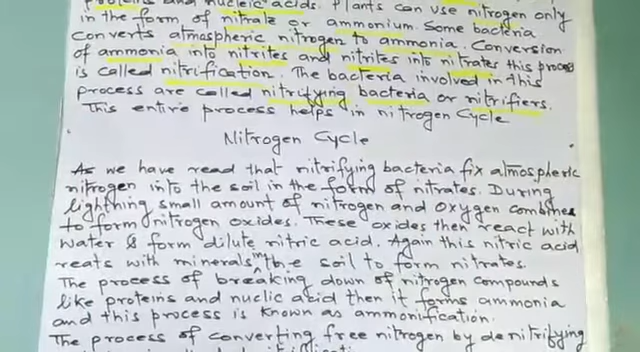 proteins and nucleic acids. Plants can use nitrogen only
in the form of nitrate or ammonium. Some bacteria
converts atmospheric nitrogen to ammonia. Conversion
of ammonia into nitrites and nitrites into nitrates this process
is called nitrification. The bacteria involved in this
process are called nitrifying bacteria or nitrifiers.
This entire process helps in nitrogen Cycle
Nitrogen Cycle
As we have read that nitrifying bacteria fix atmospheric
nitrogen into the soil in the form of nitrates. During
lightning small amount of nitrogen and oxygen combines
to form nitrogen oxides. These oxides then react with
water & form dilute nitric acid. Again this nitric acid
reats with minerals in the soil to form nitrates.
The process of breaking down of nitrogen compounds
like proteins and nuclic acid then it forms ammonia
and this process is known as ammonification.
The process of converting free nitrogen by denitrifying